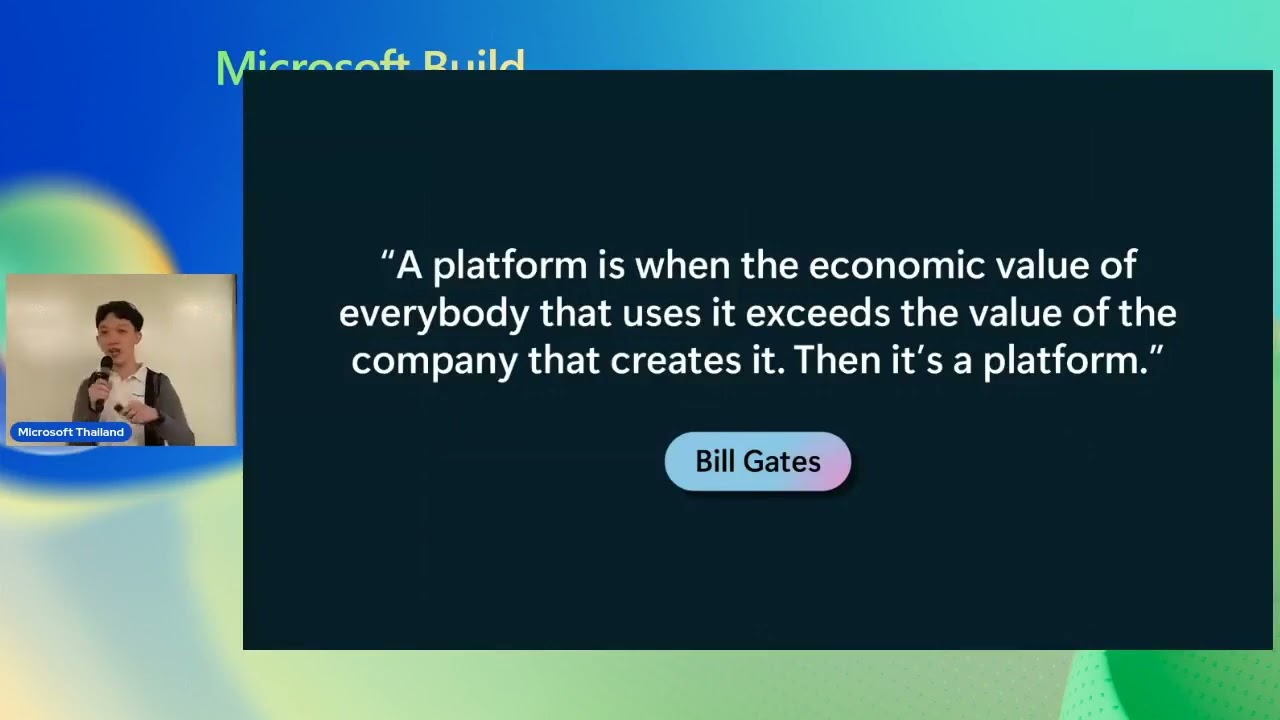 Microsoft Build
“A platform is when the economic value of
everybody that uses it exceeds the value of the
company that creates it. Then it’s a platform.”
Bill Gates
Microsoft Thailand